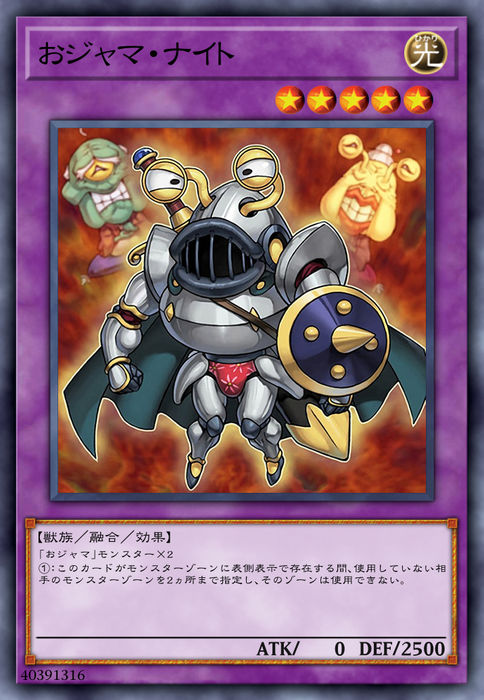 おジャマ・ナイト
ひかり
光
【獣族／融合／効果】
「おジャマ」モンスター×2
①：このカードがモンスターゾーンに表側表示で存在する間、使用していない相
手のモンスターゾーンを2ヵ所まで指定し、そのゾーンは使用できない。
ATK/ 0 DEF/2500
40391316